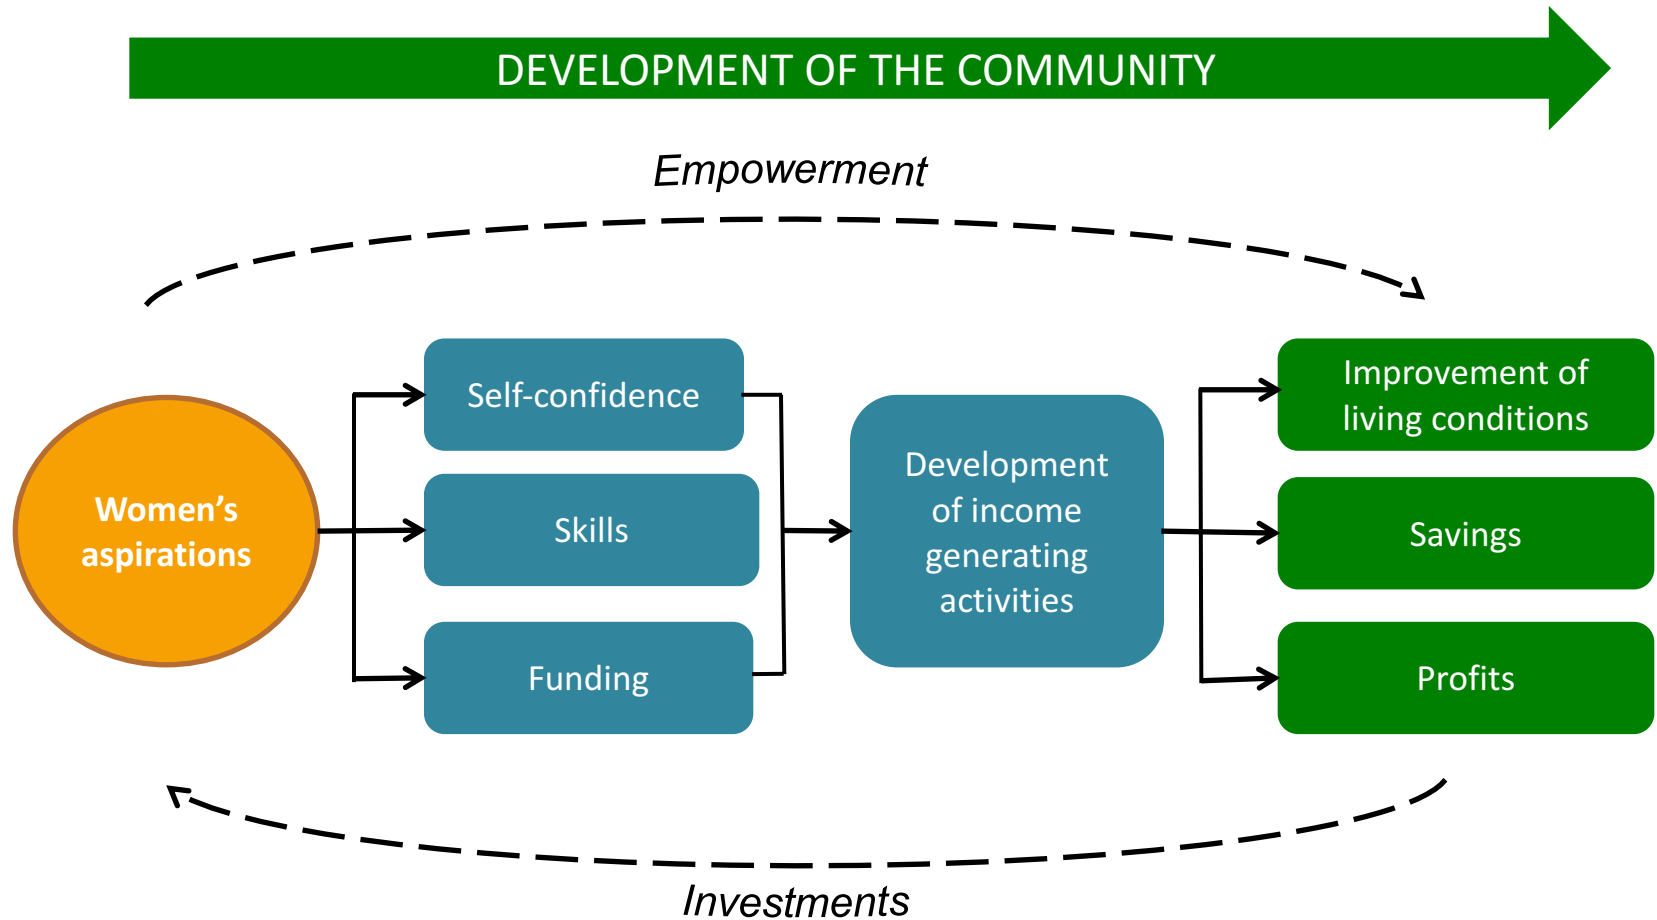 DEVELOPMENT OF THE COMMUNITY
Empowerment
Women’s
aspirations
Self-confidence
Skills
Funding
Development
of income
generating
activities
Improvement of
living conditions
Savings
Profits
Investments